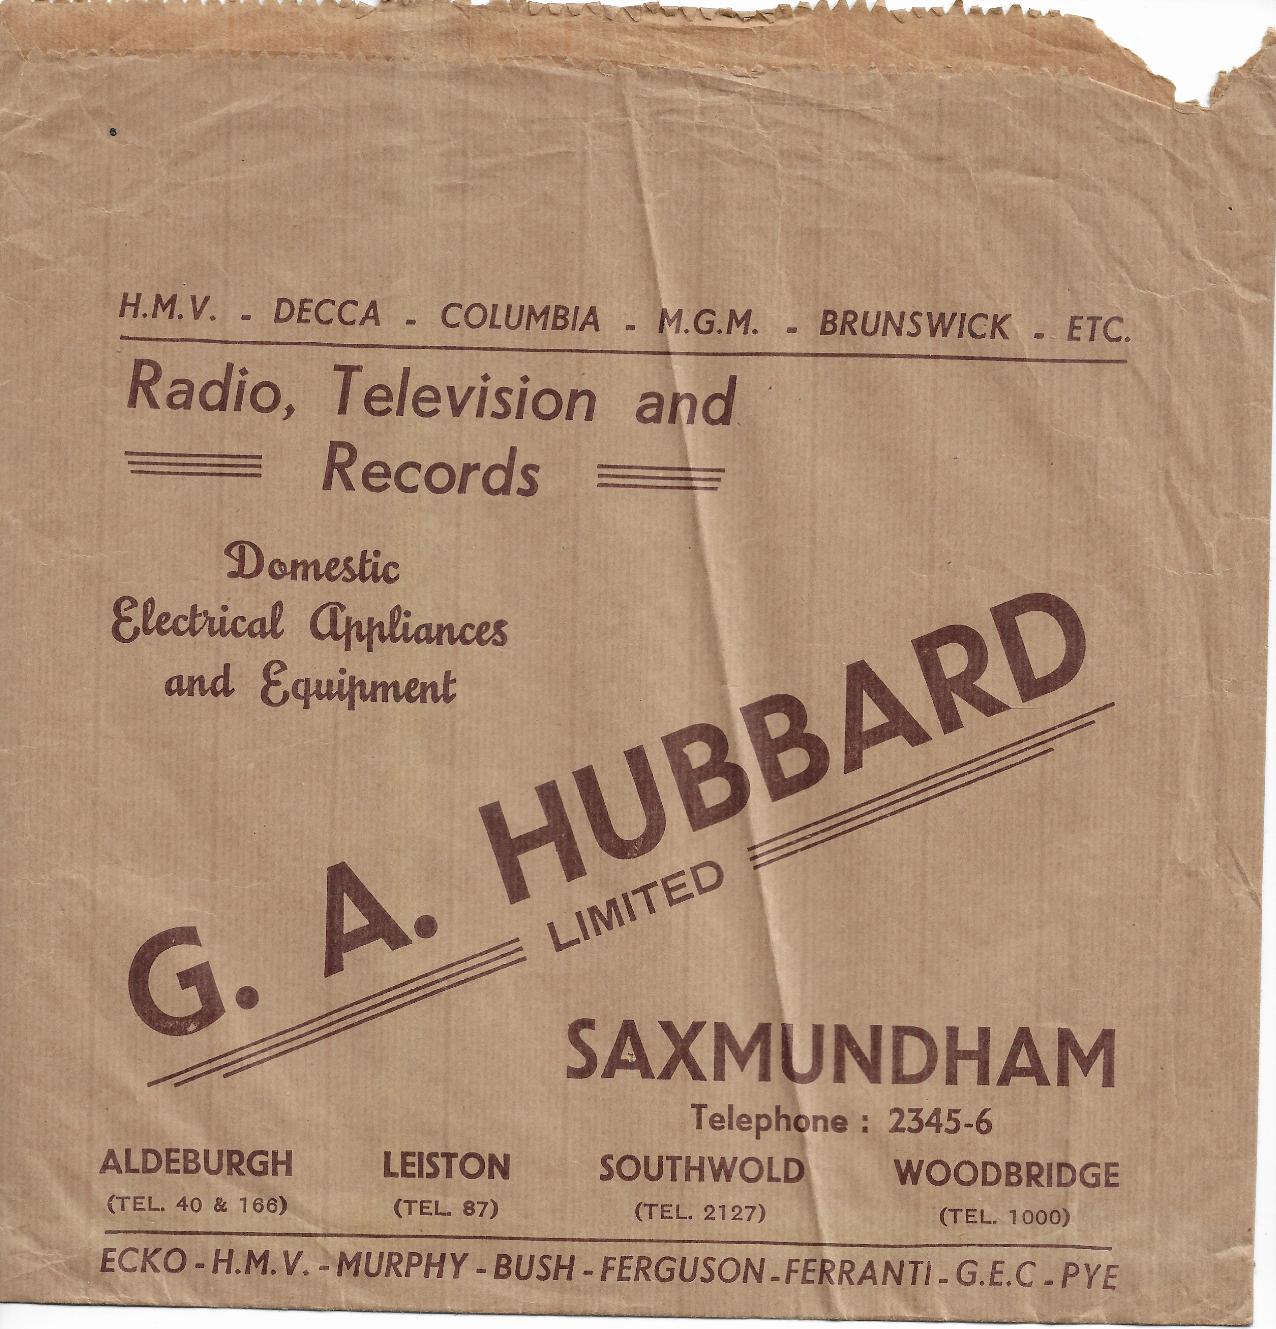 H.M.V. - DECCA - COLUMBIA - M.G.M. - BRUNSWICK - ETC.
Radio, Television and
Records
Domestic
Electrical Appliances
and Equipment
G. A. HUBBARD
LIMITED
SAXMUNDHAM
Telephone : 2345-6
ALDEBURGH LEISTON SOUTHWOLD WOODBRIDGE
(TEL. 40 & 166) (TEL. 87) (TEL. 2127) (TEL. 1000)
ECKO - H.M.V. - MURPHY - BUSH - FERGUSON - FERRANTI - G.E.C - PYE